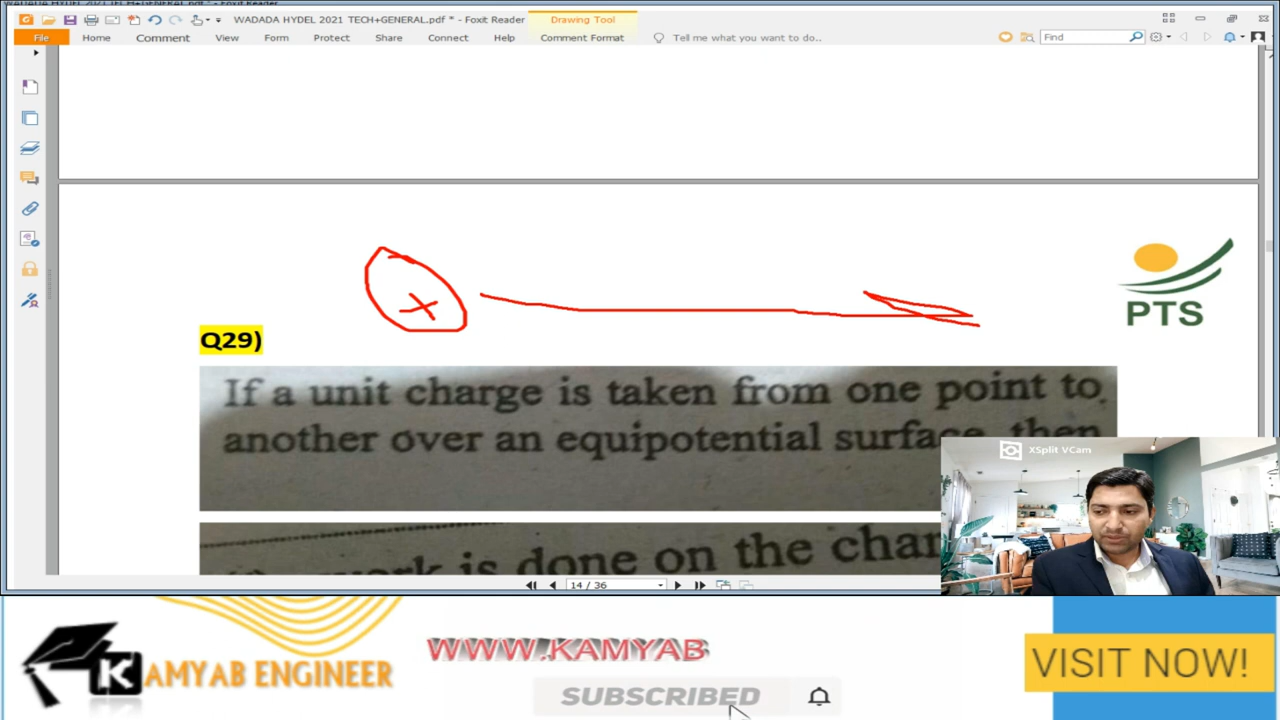 WADADA HYDEL 2021 TECH+GENERAL.pdf * - Foxit Reader
Drawing Tool
File Home Comment View Form Protect Share Connect Help Comment Format Tell me what you want to do... Find
PTS
Q29)
If a unit charge is taken from one point to
another over an equipotential surface, then
XSplit VCam
work is done on the char
14 / 36
KAMYAB ENGINEER
WWW.KAMYAB
SUBSCRIBED
VISIT NOW!